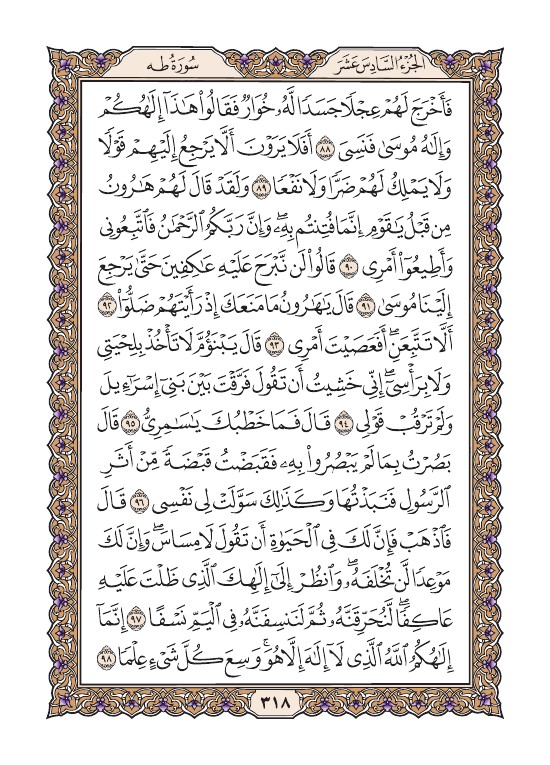 الجزء السادس عشر
سورة طه
فَأَخْرَجَ لَهُمْ عِجْلًا جَسَدًا لَّهُۥ خُوَارٌ فَقَالُوا۟ هَـٰذَآ إِلَـٰهُكُمْ
وَإِلَـٰهُ مُوسَىٰ فَنَسِىَ ٨٨ أَفَلَا يَرَوْنَ أَلَّا يَرْجِعُ إِلَيْهِمْ قَوْلًا
وَلَا يَمْلِكُ لَهُمْ ضَرًّا وَلَا نَفْعًا ٨٩ وَلَقَدْ قَالَ لَهُمْ هَـٰرُونُ
مِن قَبْلُ يَـٰقَوْمِ إِنَّمَا فُتِنتُم بِهِۦ ۖ وَإِنَّ رَبَّكُمُ ٱلرَّحْمَـٰنُ فَٱتَّبِعُونِى
وَأَطِيعُوٓا۟ أَمْرِى ٩٠ قَالُوا۟ لَن نَّبْرَحَ عَلَيْهِ عَـٰكِفِينَ حَتَّىٰ يَرْجِعَ
إِلَيْنَا مُوسَىٰ ٩١ قَالَ يَـٰهَـٰرُونُ مَا مَنَعَكَ إِذْ رَأَيْتَهُمْ ضَلُّوٓا۟ ٩٢
أَلَّا تَتَّبِعَنِ ۖ أَفَعَصَيْتَ أَمْرِى ٩٣ قَالَ يَبْنَؤُمَّ لَا تَأْخُذْ بِلِحْيَتِى
وَلَا بِرَأْسِىٓ ۖ إِنِّى خَشِيتُ أَن تَقُولَ فَرَّقْتَ بَيْنَ بَنِىٓ إِسْرَٰٓءِيلَ
وَلَمْ تَرْقُبْ قَوْلِى ٩٤ قَالَ فَمَا خَطْبُكَ يَـٰسَـٰمِرِىُّ ٩٥ قَالَ
بَصُرْتُ بِمَا لَمْ يَبْصُرُوا۟ بِهِۦ فَقَبَضْتُ قَبْضَةً مِّنْ أَثَرِ
ٱلرَّسُولِ فَنَبَذْتُهَا وَكَذَٰلِكَ سَوَّلَتْ لِى نَفْسِى ٩٦ قَالَ
فَٱذْهَبْ فَإِنَّ لَكَ فِى ٱلْحَيَوٰةِ أَن تَقُولَ لَا مِسَاسَ ۖ وَإِنَّ لَكَ
مَوْعِدًا لَّن تُخْلَفَهُۥ ۖ وَٱنظُرْ إِلَىٰٓ إِلَـٰهِكَ ٱلَّذِى ظَلْتَ عَلَيْهِ
عَاكِفًا ۖ لَّنُحَرِّقَنَّهُۥ ثُمَّ لَنَنسِفَنَّهُۥ فِى ٱلْيَمِّ نَسْفًا ٩٧ إِنَّمَآ
إِلَـٰهُكُمُ ٱللَّهُ ٱلَّذِى لَآ إِلَـٰهَ إِلَّا هُوَ ۚ وَسِعَ كُلَّ شَىْءٍ عِلْمًا ٩٨
٣١٨